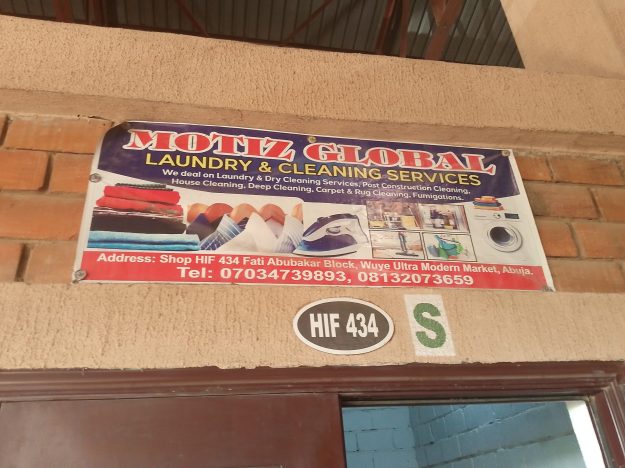 MOTIZ GLOBAL
LAUNDRY & CLEANING SERVICES
We deal on Laundry & Dry Cleaning Services, Post Construction Cleaning,
House Cleaning, Deep Cleaning, Carpet & Rug Cleaning, Fumigations.
Address: Shop HIF 434 Fati Abubakar Block, Wuye Ultra Modern Market, Abuja.
Tel: 07034739893, 08132073659
HIF 434
S